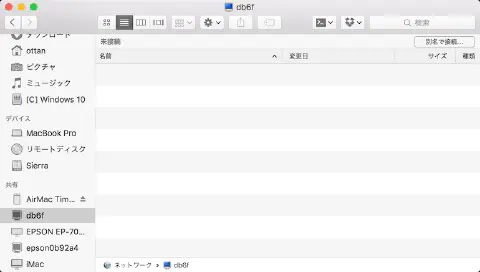 db6f
検索
ダウンロード
未接続
別名で接続...
名前
変更日
サイズ
種類
ottan
ピクチャ
ミュージック
[C] Windows 10
デバイス
MacBook Pro
リモートディスク
Sierra
共有
AirMac Tim...
db6f
EPSON EP-70...
epson0b92a4
iMac
ネットワーク
db6f